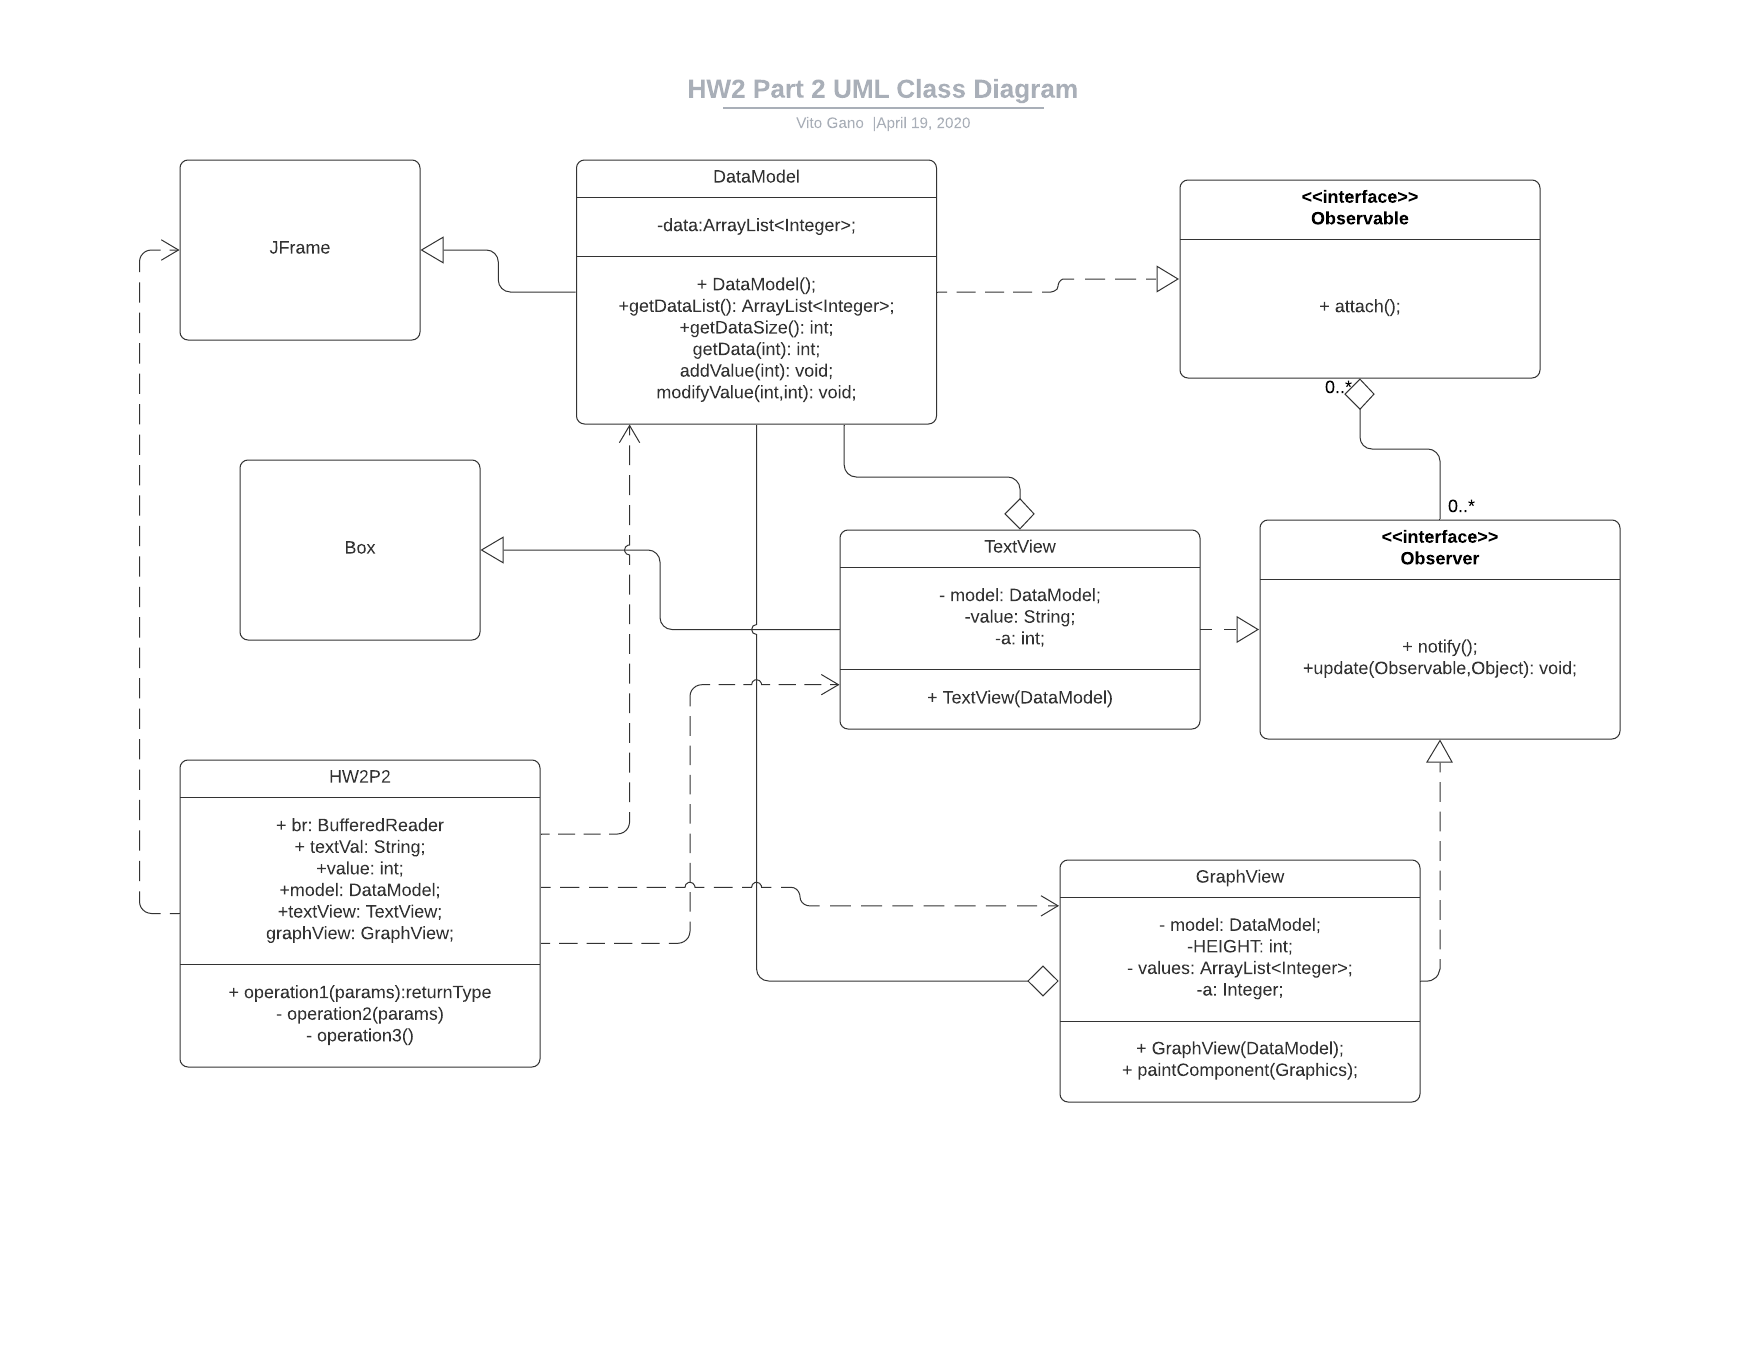 HW2 Part 2 UML Class Diagram
Vito Gano  |April 19, 2020
JFrame
DataModel
-data:ArrayList<Integer>;
+ DataModel();
+getDataList(): ArrayList<Integer>;
+getDataSize(): int;
getData(int): int;
addValue(int): void;
modifyValue(int,int): void;
<<interface>>
Observable
+ attach();
0..*
Box
TextView
- model: DataModel;
-value: String;
-a: int;
+ TextView(DataModel)
0..*
<<interface>>
Observer
+ notify();
+update(Observable,Object): void;
HW2P2
+ br: BufferedReader
+ textVal: String;
+value: int;
+model: DataModel;
+textView: TextView;
graphView: GraphView;
+ operation1(params):returnType
- operation2(params)
- operation3()
GraphView
- model: DataModel;
-HEIGHT: int;
- values: ArrayList<Integer>;
-a: Integer;
+ GraphView(DataModel);
+ paintComponent(Graphics);